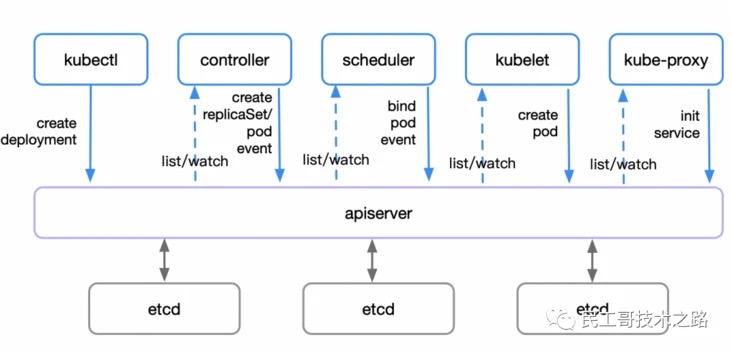 kubectl
controller
scheduler
kubelet
kube-proxy
create
deployment
create
replicaSet/
pod
event
bind
pod
event
create
pod
init
service
list/watch
list/watch
list/watch
list/watch
apiserver
etcd
etcd
etcd
民工哥技术之路